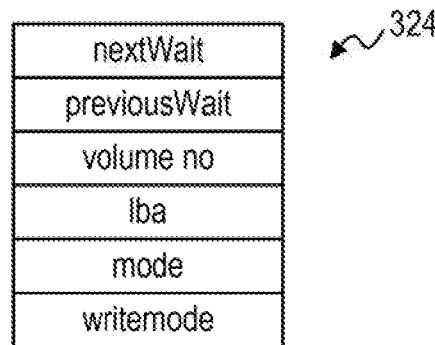 nextWait
324
previousWait
volume no
lba
mode
writemode